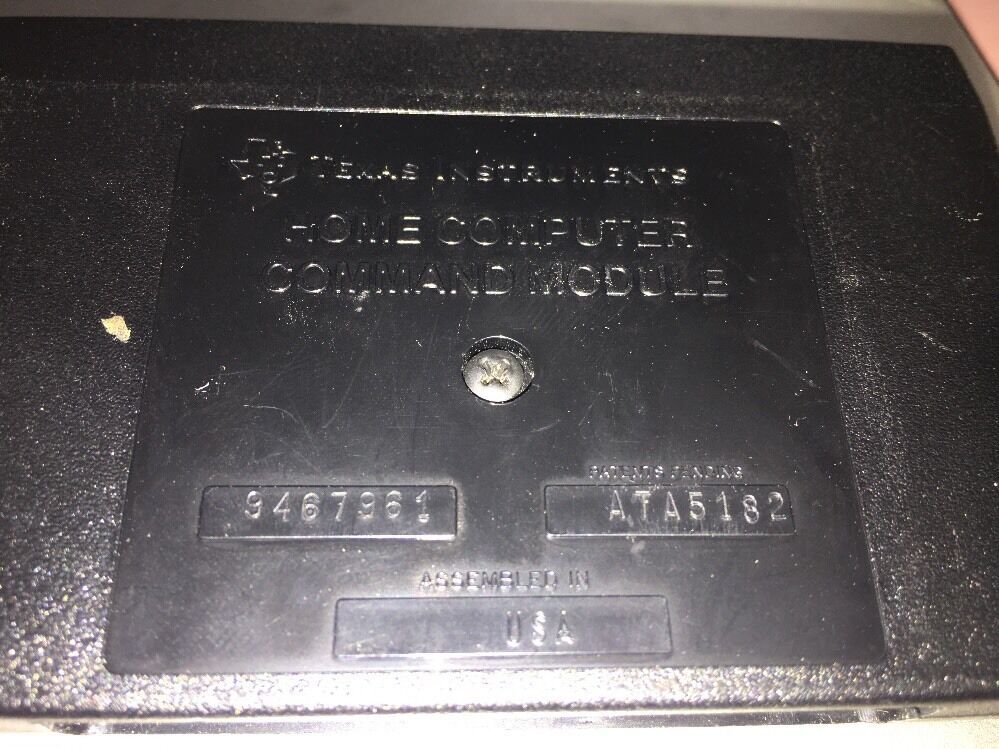 TEXAS INSTRUMENTS
HOME COMPUTER
COMMAND MODULE
PATENTS PENDING
9467961 ATA5182
ASSEMBLED IN
USA